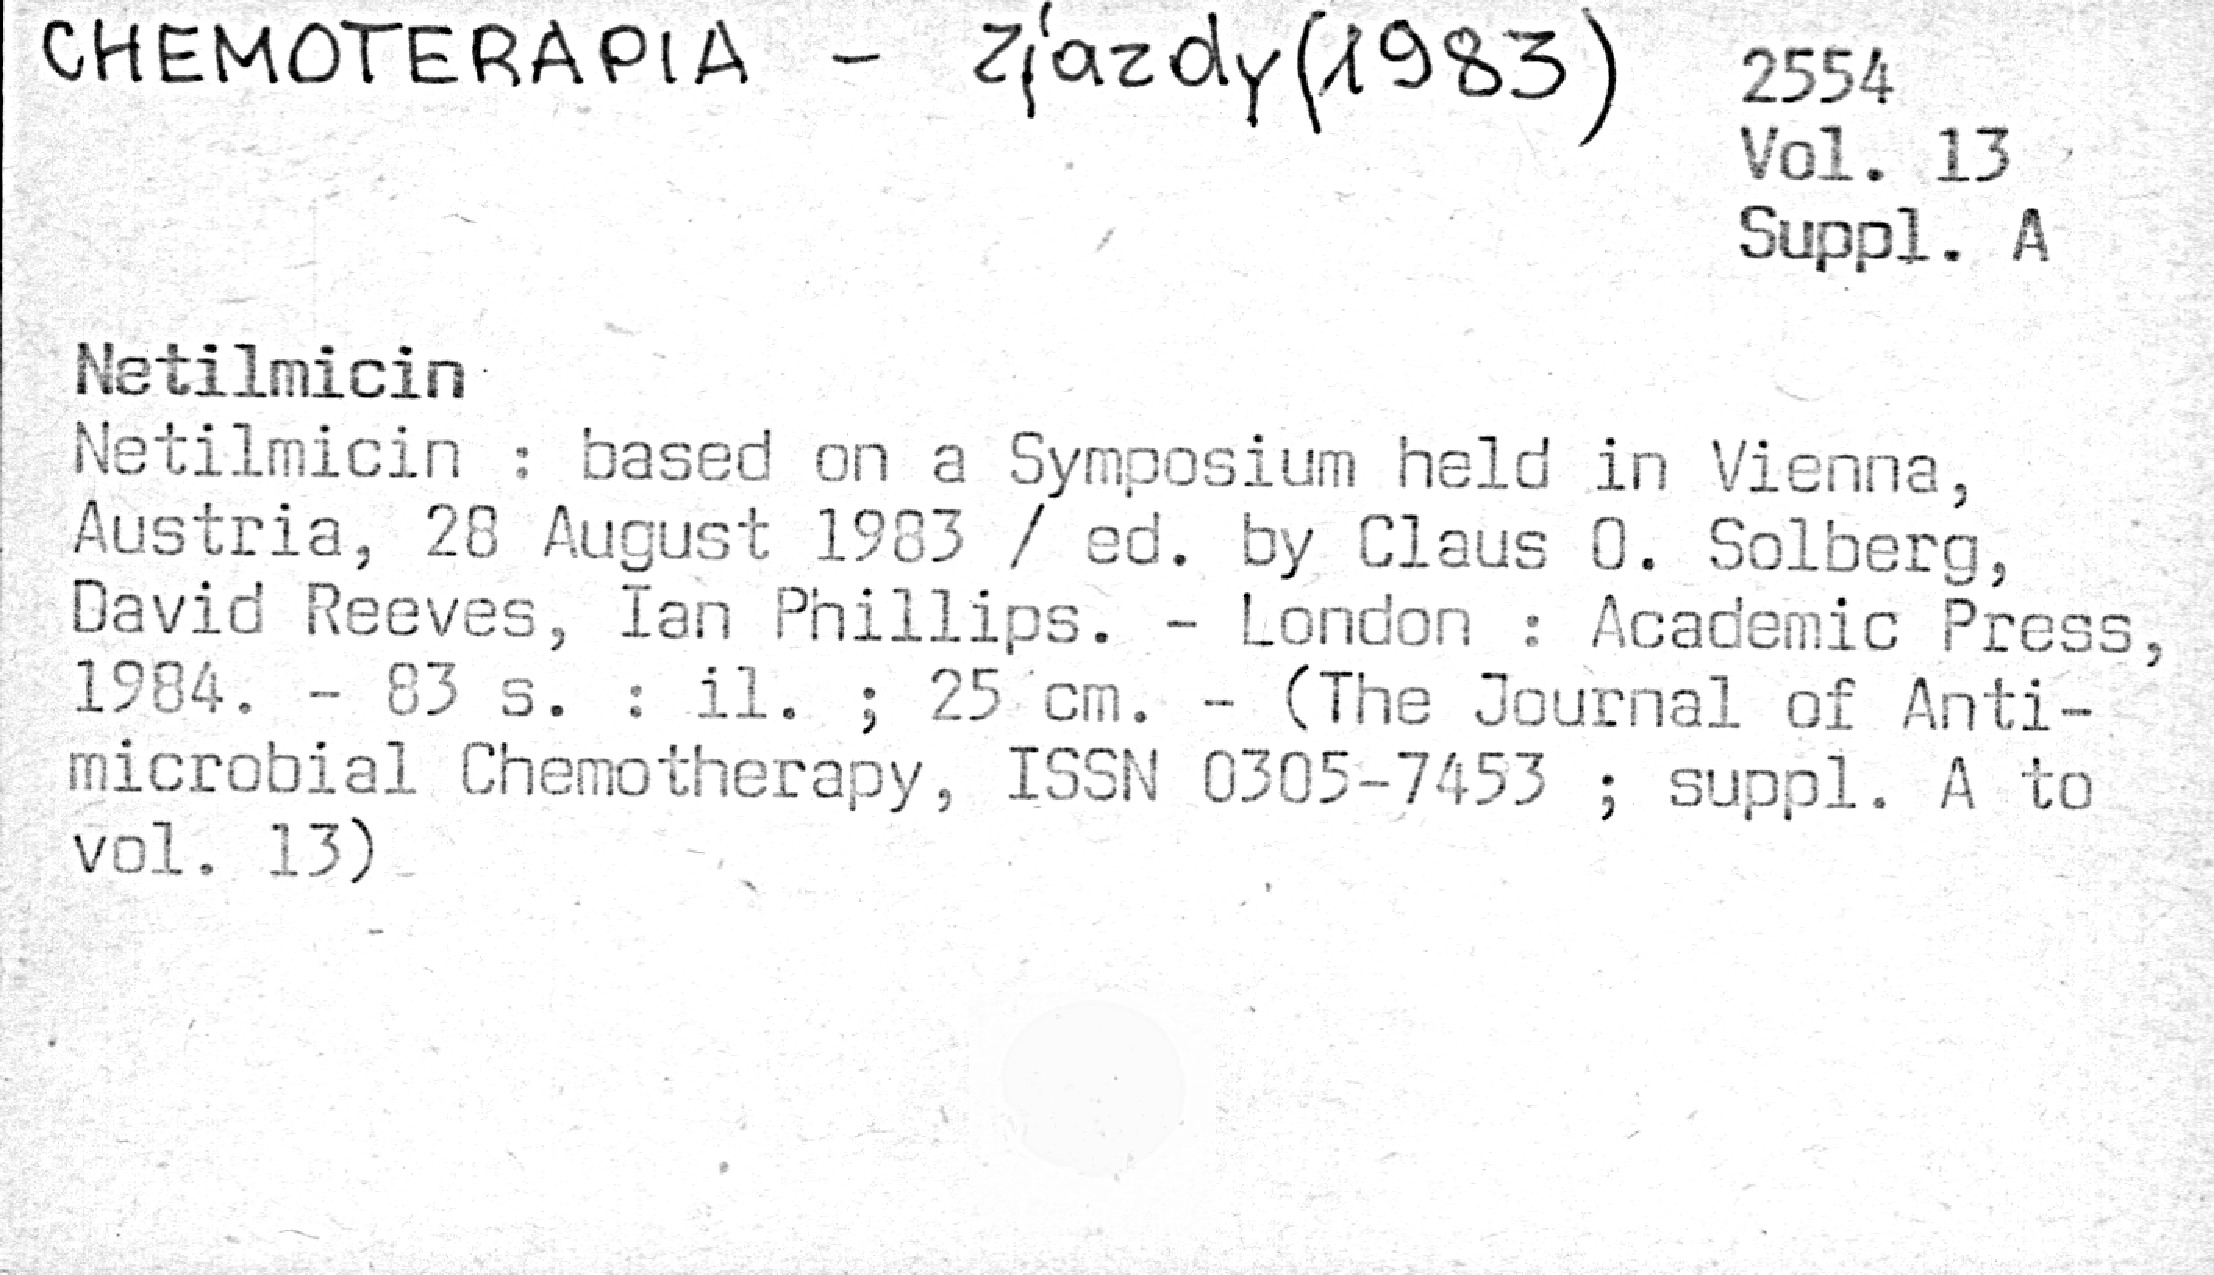 CHEMOTERAPIA - zjazdy (1983)
2554
Vol. 13
Suppl. A
Netilmicin
Netilmicin : based on a Symposium held in Vienna,
Austria, 28 August 1983 / ed. by Claus O. Solberg,
David Reeves, Ian Phillips. - London : Academic Press,
1984. - 83 s. : il. ; 25 cm. - (The Journal of Anti-
microbial Chemotherapy, ISSN 0305-7453 ; suppl. A to
vol. 13)